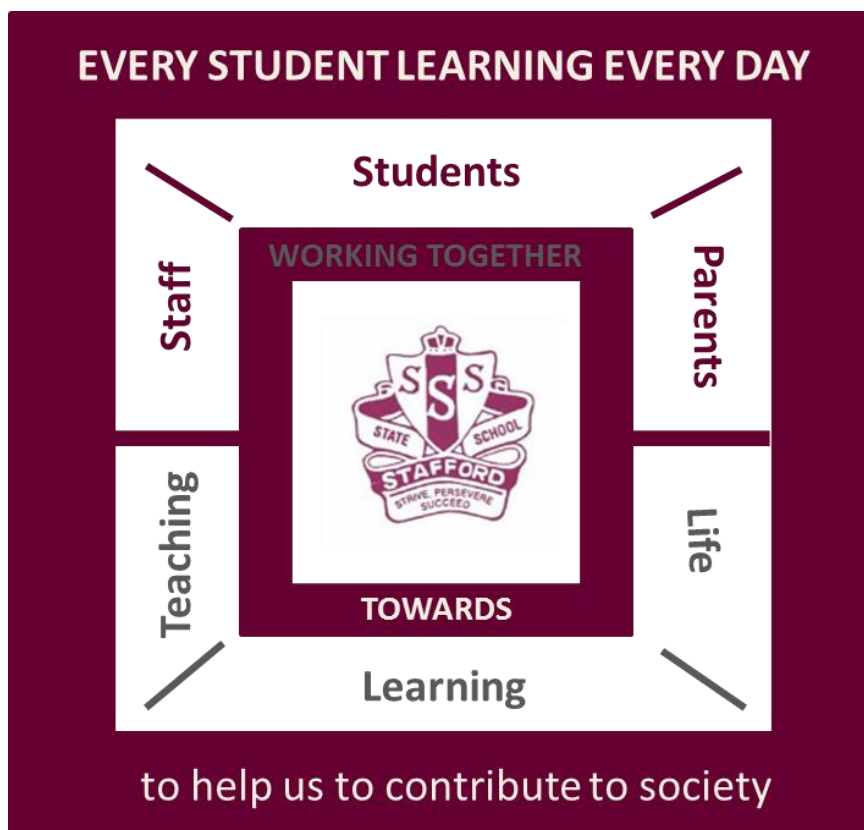 EVERY STUDENT LEARNING EVERY DAY
Students
Staff
Parents
WORKING TOGETHER
S S S
STATE SCHOOL
STAFFORD
STRIVE, PERSEVERE
SUCCEED
TOWARDS
Teaching
Life
Learning
to help us to contribute to society